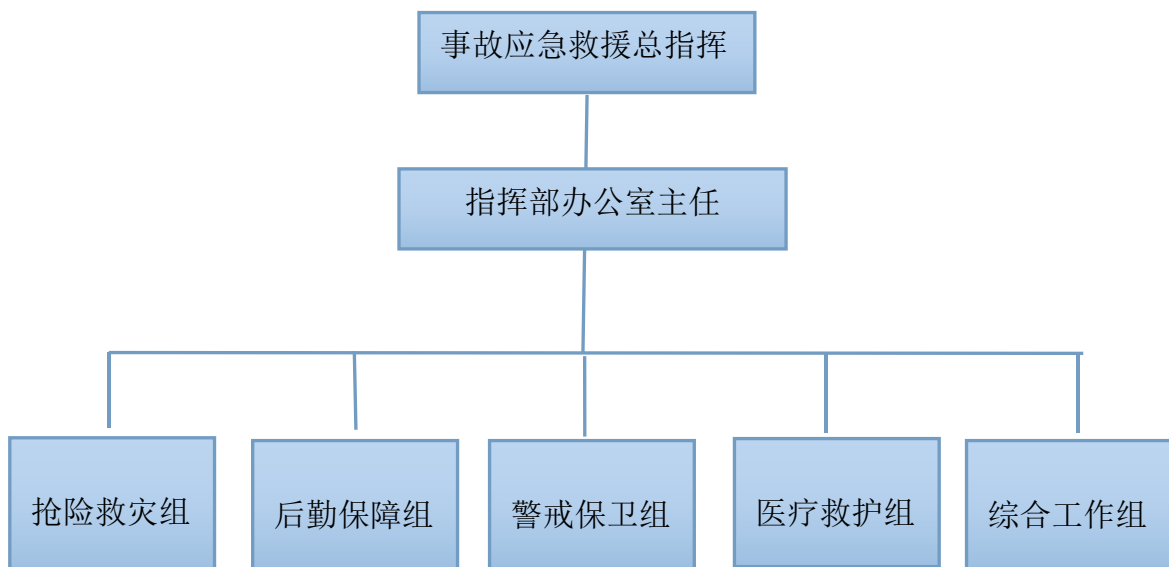 事故应急救援总指挥
指挥部办公室主任
抢险救灾组
后勤保障组
警戒保卫组
医疗救护组
综合工作组